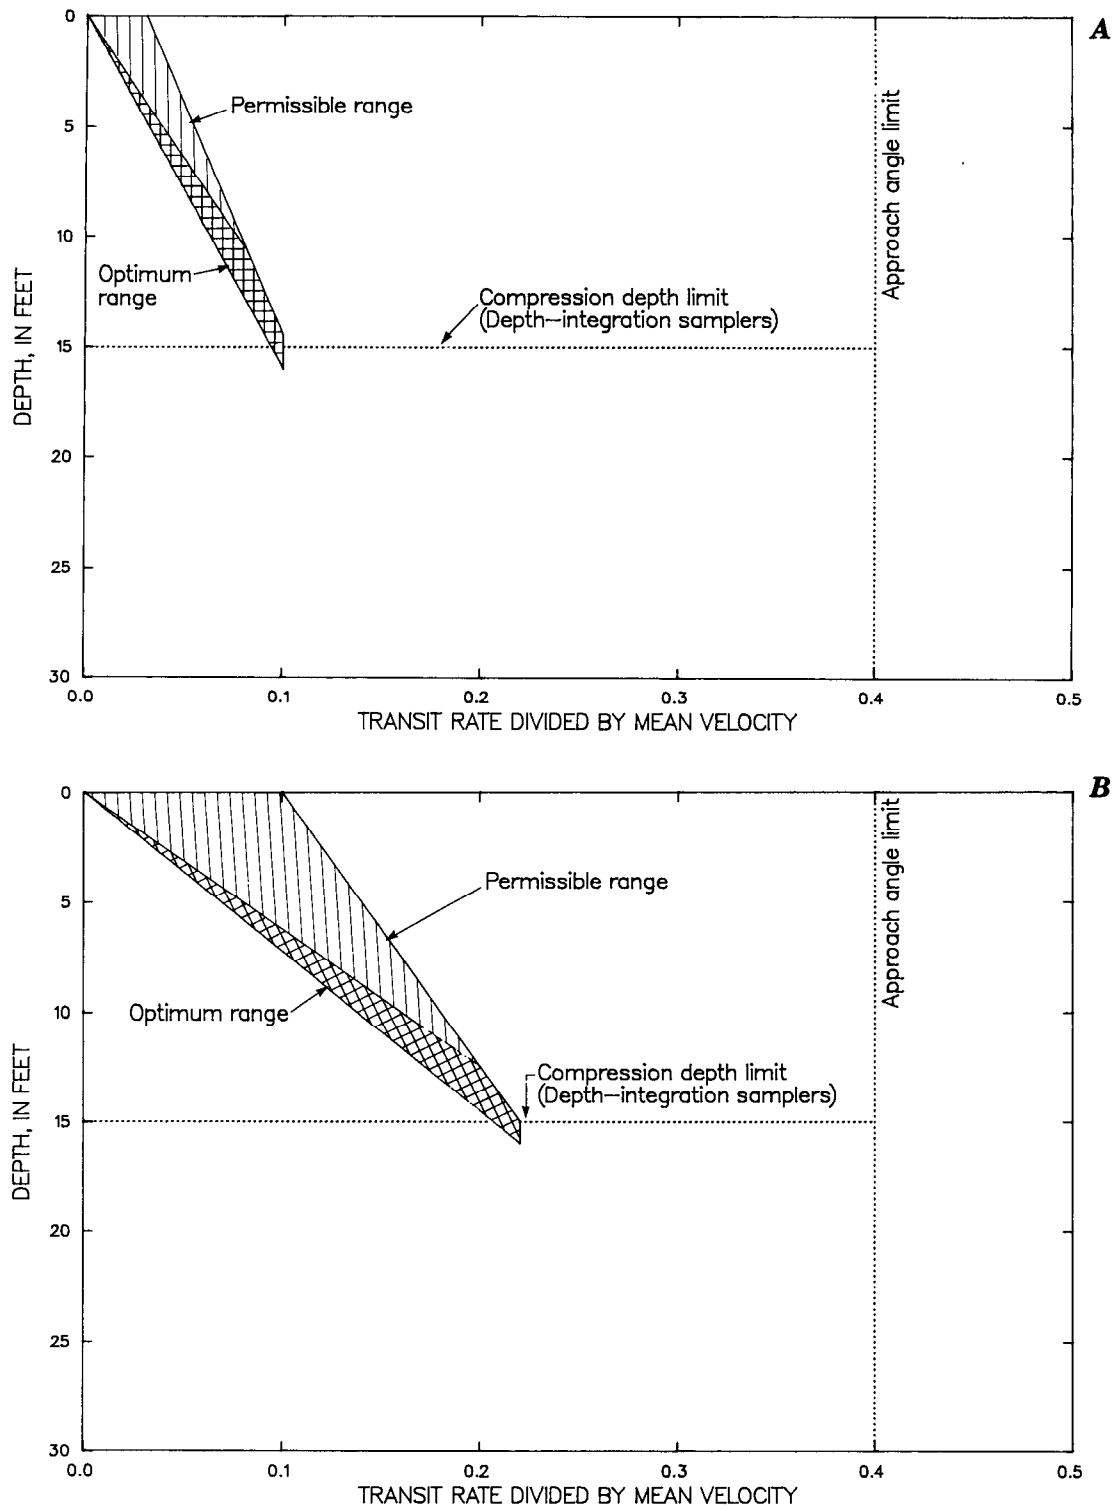 A
0
5
10
15
20
25
30
DEPTH, IN FEET
Permissible range
Optimum
range
Compression depth limit
(Depth–integration samplers)
Approach angle limit
0.0 0.1 0.2 0.3 0.4 0.5
TRANSIT RATE DIVIDED BY MEAN VELOCITY
B
0
5
10
15
20
25
30
DEPTH, IN FEET
Permissible range
Optimum range
Compression depth limit
(Depth–integration samplers)
Approach angle limit
0.0 0.1 0.2 0.3 0.4 0.5
TRANSIT RATE DIVIDED BY MEAN VELOCITY